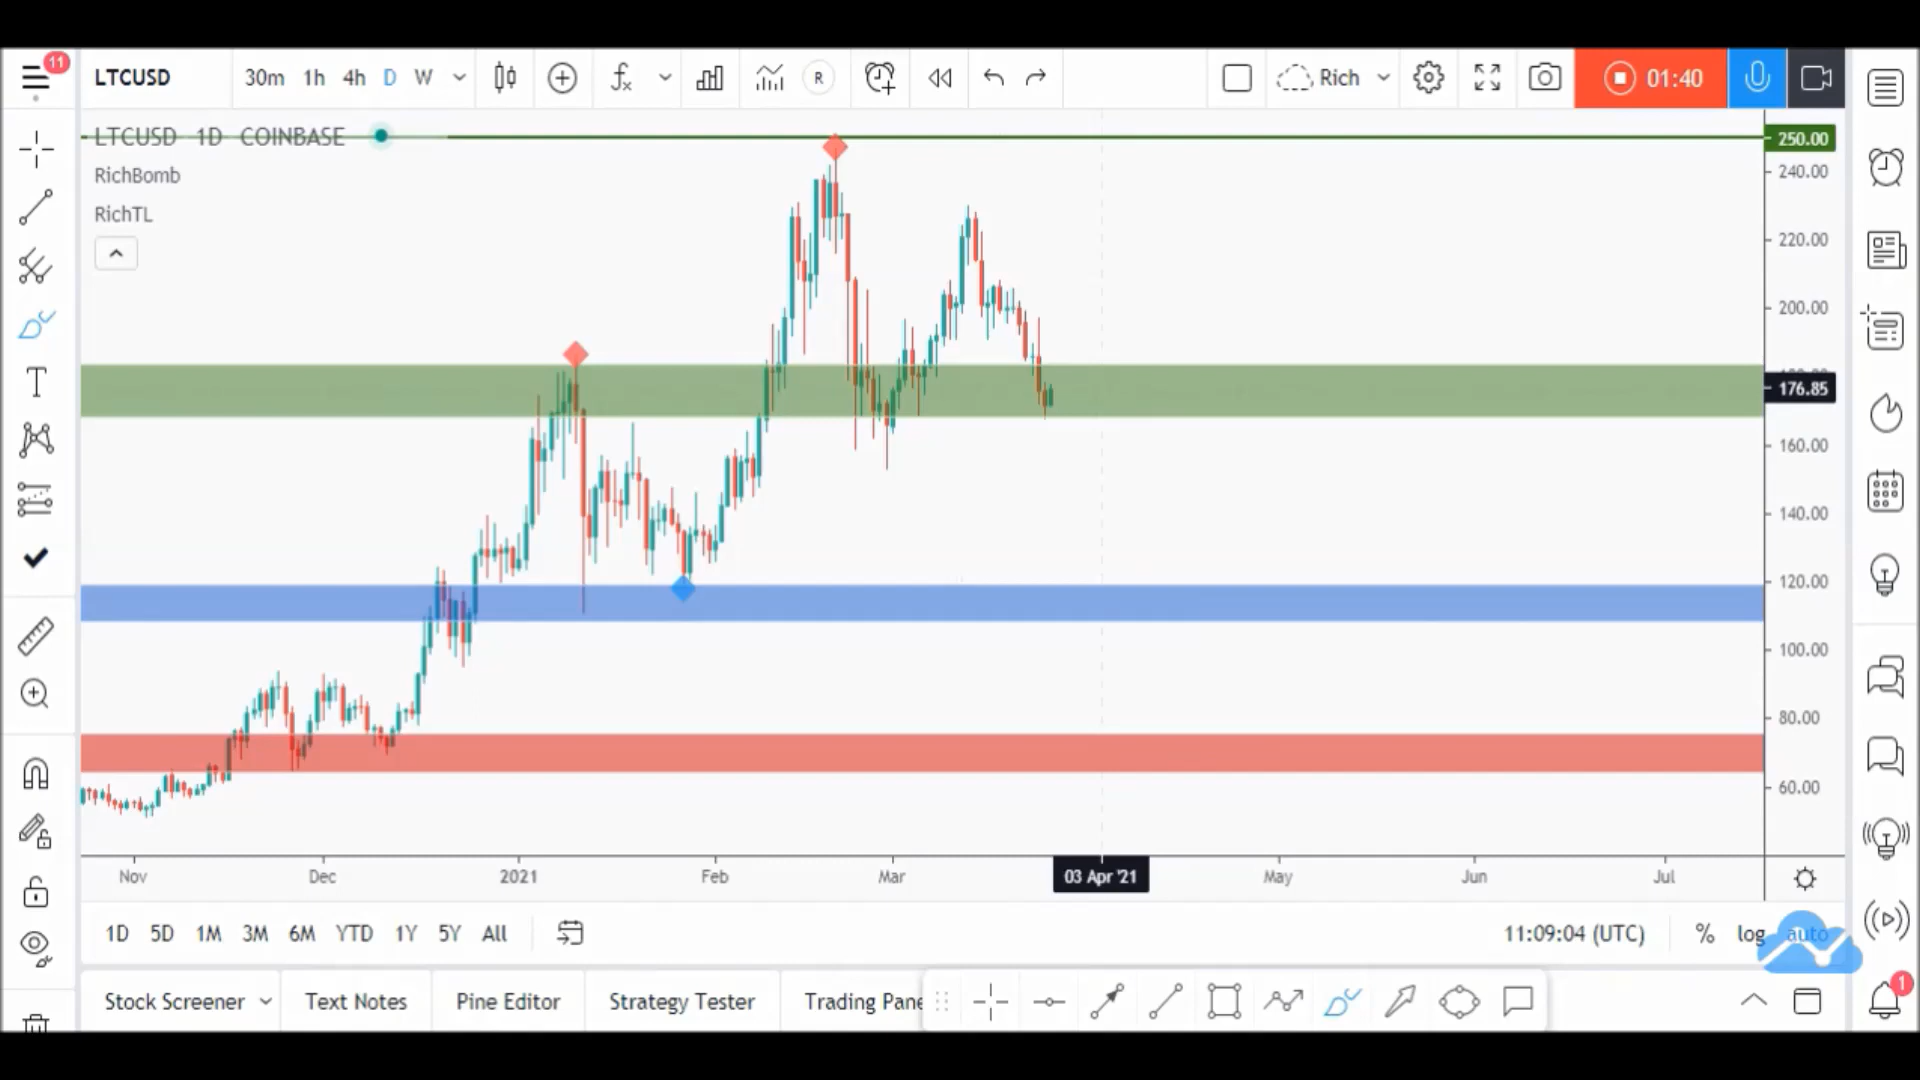 11
LTCUSD 30m 1h 4h D W R Rich 01:40
LTCUSD 1D COINBASE
RichBomb
RichTL
250.00
240.00
220.00
200.00
176.85
160.00
140.00
120.00
100.00
80.00
60.00
Nov Dec 2021 Feb Mar 03 Apr '21 May Jun Jul
1D 5D 1M 3M 6M YTD 1Y 5Y All 11:09:04 (UTC) % log auto
Stock Screener Text Notes Pine Editor Strategy Tester Trading Pane
1